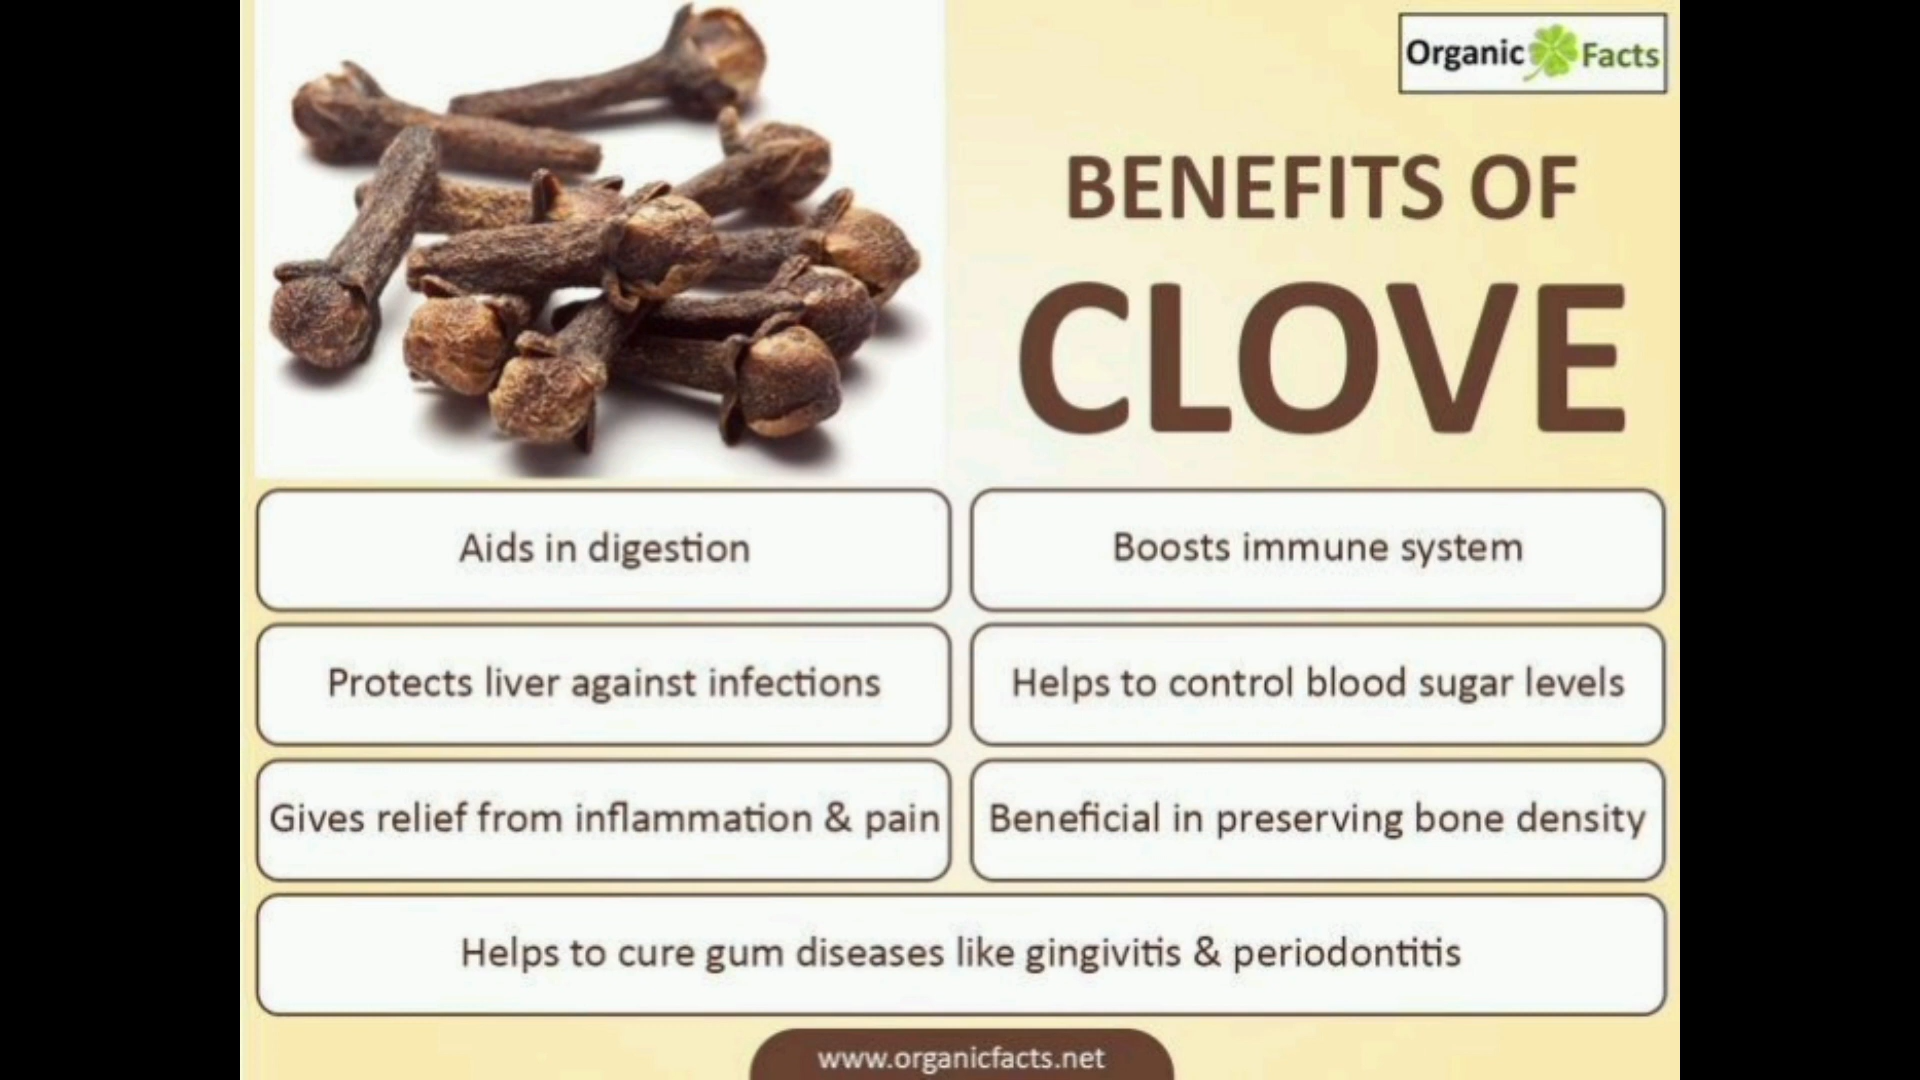 Organic Facts
BENEFITS OF
CLOVE
Aids in digestion
Boosts immune system
Protects liver against infections
Helps to control blood sugar levels
Gives relief from inflammation & pain
Beneficial in preserving bone density
Helps to cure gum diseases like gingivitis & periodontitis
www.organicfacts.net